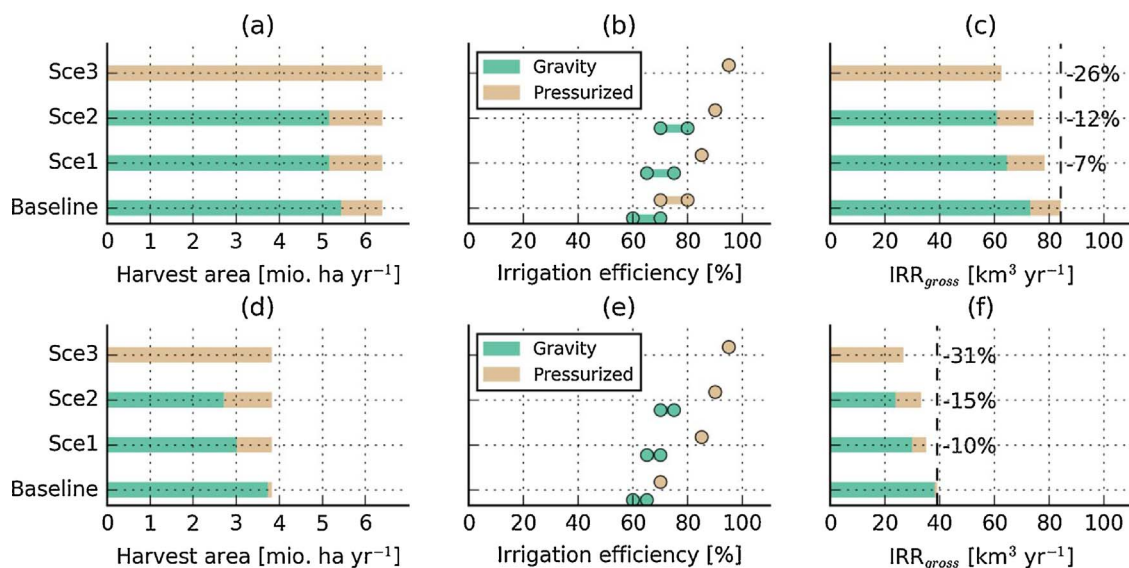 (a)
(b)
(c)
Sce3
Sce2
Sce1
Baseline
Gravity
Pressurized
-26%
-12%
-7%
0 1 2 3 4 5 6
0 20 40 60 80 100
0 20 40 60 80 100
Harvest area [mio. ha yr⁻¹]
Irrigation efficiency [%]
IRR_gross [km³ yr⁻¹]
(d)
(e)
(f)
Sce3
Sce2
Sce1
Baseline
Gravity
Pressurized
-31%
-15%
-10%
0 1 2 3 4 5 6
0 20 40 60 80 100
0 20 40 60 80 100
Harvest area [mio. ha yr⁻¹]
Irrigation efficiency [%]
IRR_gross [km³ yr⁻¹]